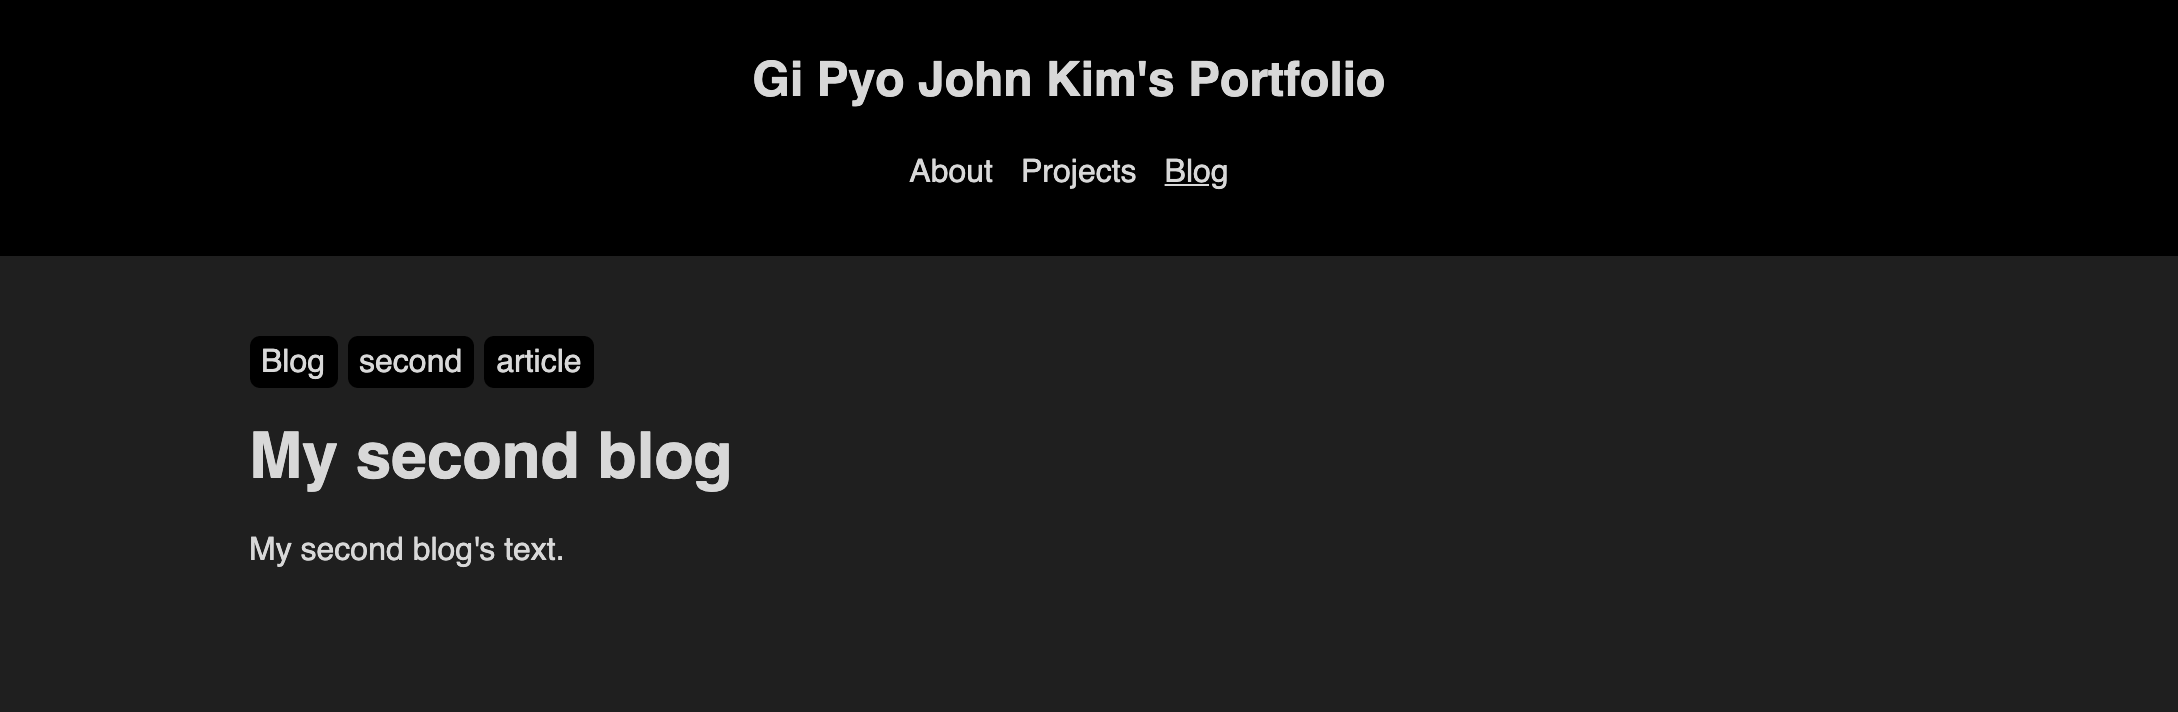 Gi Pyo John Kim's Portfolio
About Projects Blog
Blog second article
My second blog
My second blog's text.